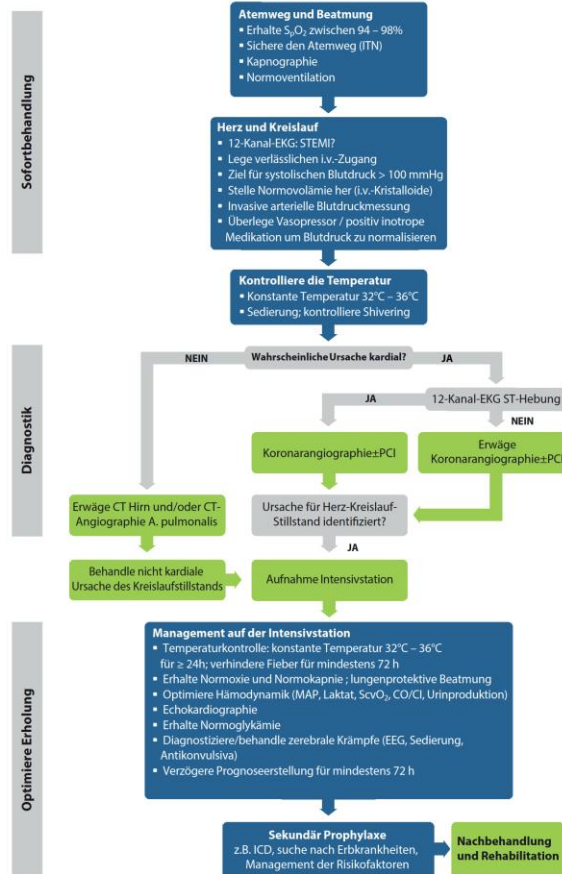 Sofortbehandlung
Atemweg und Beatmung
▪ Erhalte SpO₂ zwischen 94 – 98%
▪ Sichere den Atemweg (ITN)
▪ Kapnographie
▪ Normoventilation
Herz und Kreislauf
▪ 12-Kanal-EKG: STEMI?
▪ Lege verlässlichen i.v.-Zugang
▪ Ziel für systolischen Blutdruck > 100 mmHg
▪ Stelle Normovolämie her (i.v.-Kristalloide)
▪ Invasive arterielle Blutdruckmessung
▪ Überlege Vasopressor / positiv inotrope
Medikation um Blutdruck zu normalisieren
Kontrolliere die Temperatur
▪ Konstante Temperatur 32°C – 36°C
▪ Sedierung; kontrolliere Shivering
Diagnostik
NEIN
Wahrscheinliche Ursache kardial?
JA
12-Kanal-EKG ST-Hebung
JA
NEIN
Koronarangiographie±PCI
Erwäge
Koronarangiographie±PCI
Erwäge CT Hirn und/oder CT-
Angiographie A. pulmonalis
Ursache für Herz-Kreislauf-
Stillstand identifiziert?
JA
Behandle nicht kardiale
Ursache des Kreislaufstillstands
Aufnahme Intensivstation
Optimiere Erholung
Management auf der Intensivstation
▪ Temperaturkontrolle: konstante Temperatur 32°C – 36°C
für ≥ 24h; verhindere Fieber für mindestens 72 h
▪ Erhalte Normoxie und Normokapnie ; lungenprotektive Beatmung
▪ Optimiere Hämodynamik (MAP, Laktat, ScvO₂, CO/CI, Urinproduktion)
▪ Echokardiographie
▪ Erhalte Normoglykämie
▪ Diagnostiziere/behandle zerebrale Krämpfe (EEG, Sedierung,
Antikonvulsiva)
▪ Verzögere Prognoseerstellung für mindestens 72 h
Sekundär Prophylaxe
z.B. ICD, suche nach Erbkrankheiten,
Management der Risikofaktoren
Nachbehandlung
und Rehabilitation